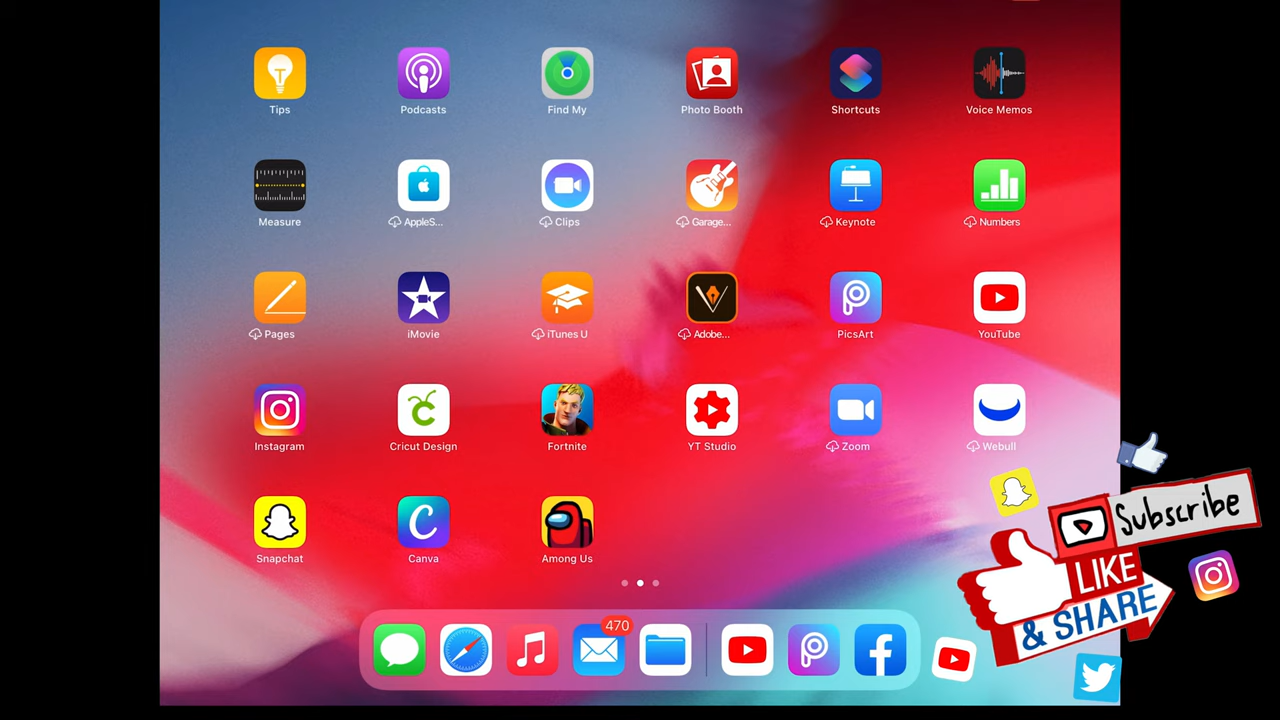 Tips Podcasts Find My Photo Booth Shortcuts Voice Memos
Measure AppleS... Clips Garage... Keynote Numbers
Pages iMovie iTunes U Adobe... PicsArt YouTube
Instagram Cricut Design Fortnite YT Studio Zoom Webull
Snapchat Canva Among Us
470
Subscribe
LIKE
& SHARE